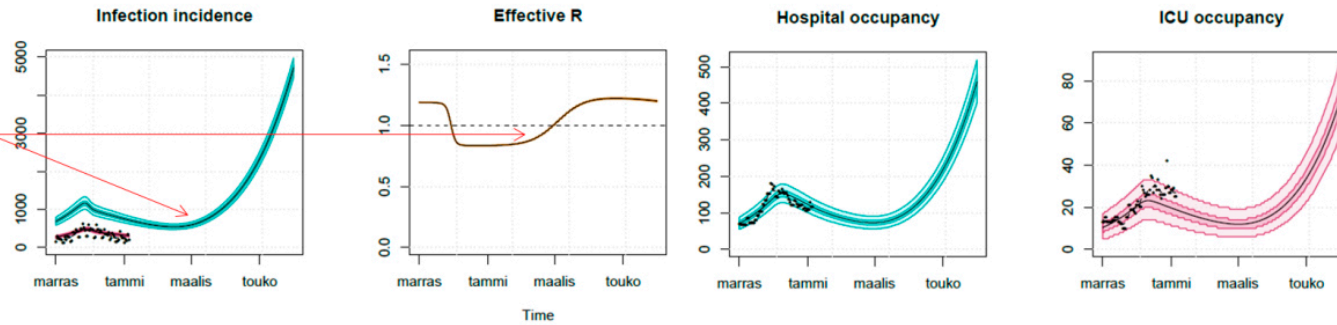 Infection incidence
Effective R
Hospital occupancy
ICU occupancy
5000
3000
1000
0
marras tammi maalis touko
1.5
1.0
0.5
0.0
marras tammi maalis touko
Time
500
400
300
200
100
0
marras tammi maalis touko
80
60
40
20
0
marras tammi maalis touko